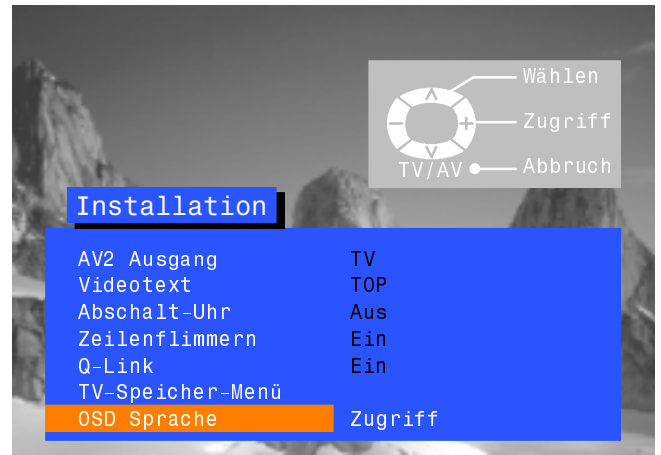 Wählen
Zugriff
TV/AV Abbruch
Installation
AV2 Ausgang TV
Videotext TOP
Abschalt-Uhr Aus
Zeilenflimmern Ein
Q-Link Ein
TV-Speicher-Menü
OSD Sprache Zugriff